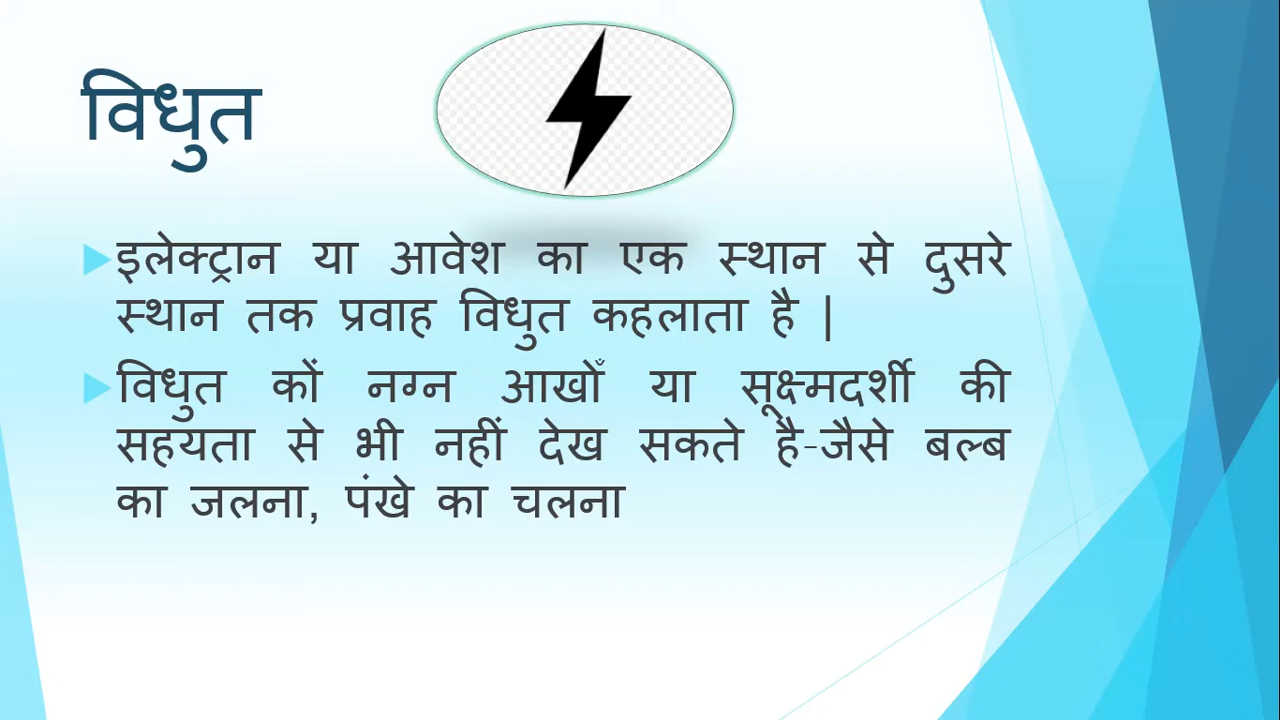 विधुत
इलेक्ट्रान या आवेश का एक स्थान से दुसरे
स्थान तक प्रवाह विधुत कहलाता है |
विधुत कों नग्न आखोंँ या सूक्ष्मदर्शी की
सहयता से भी नहीं देख सकते है-जैसे बल्ब
का जलना, पंखे का चलना